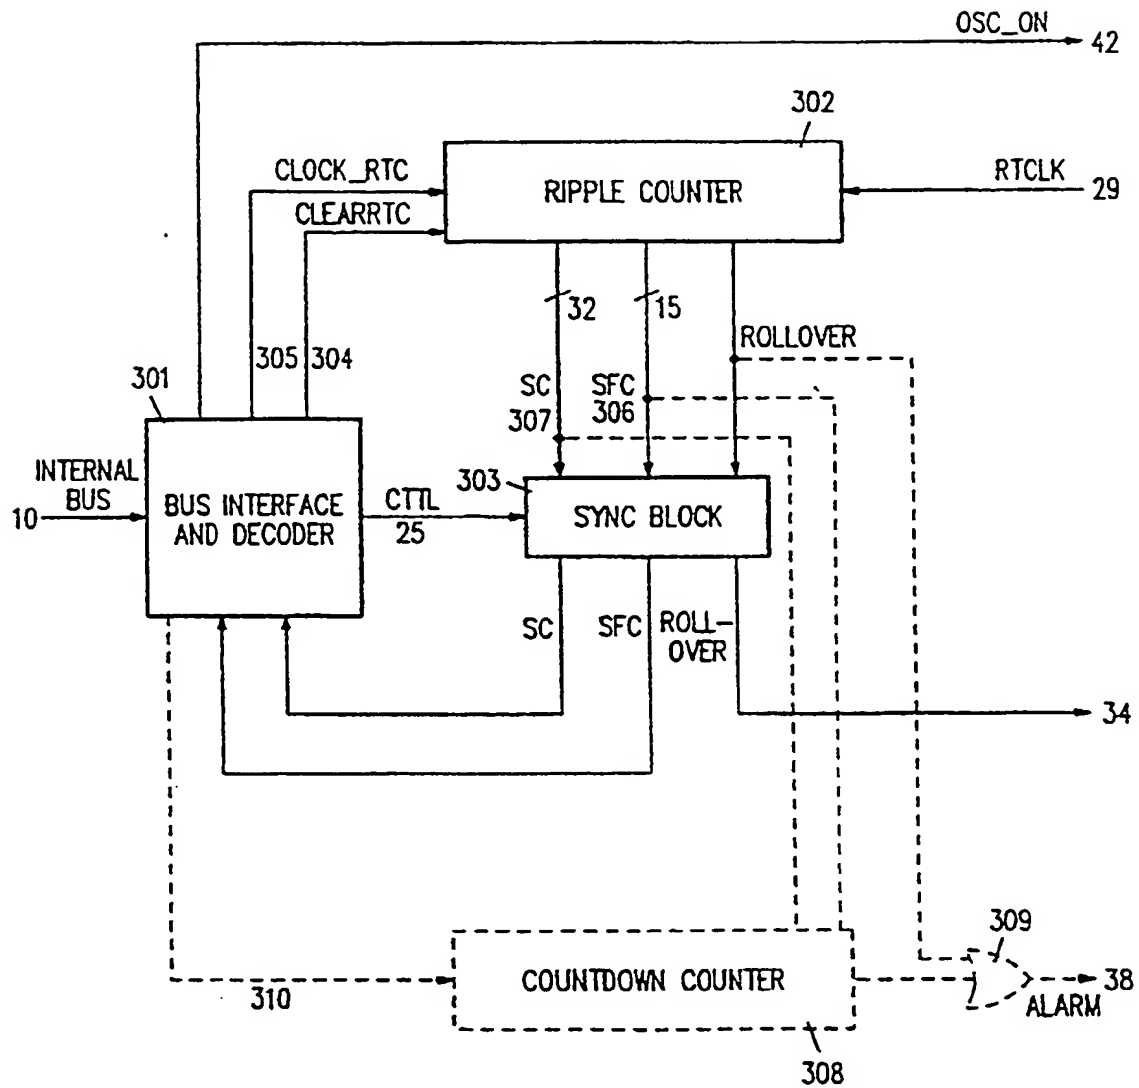 OSC_ON
42
302
CLOCK_RTC
RIPPLE COUNTER
RTCLK
29
CLEARRTC
32
15
305
304
ROLLOVER
301
SC
307
SFC
306
INTERNAL
BUS
10
BUS INTERFACE
AND DECODER
CTTL
25
303
SYNC BLOCK
SC
SFC
ROLL-
OVER
34
309
310
COUNTDOWN COUNTER
38
ALARM
308